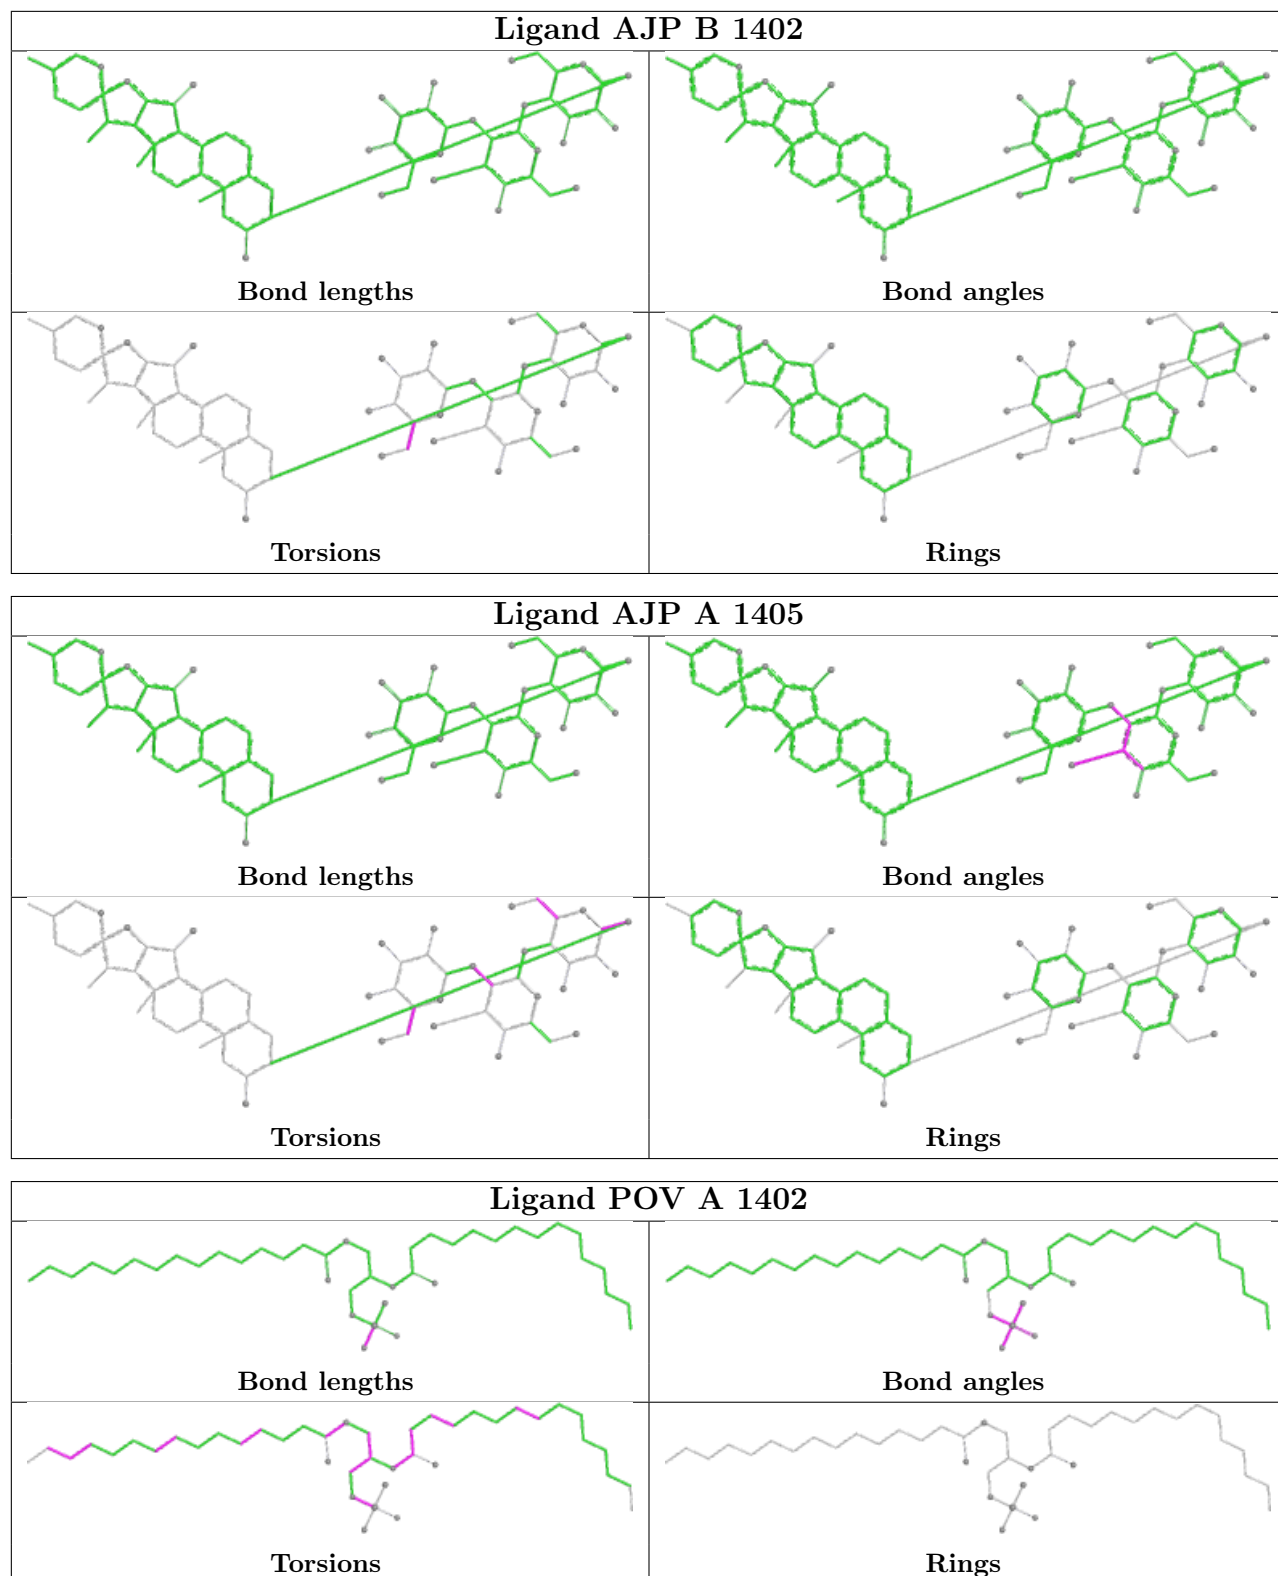 Ligand AJP B 1402
Bond lengths
Bond angles
Torsions
Rings
Ligand AJP A 1405
Bond lengths
Bond angles
Torsions
Rings
Ligand POV A 1402
Bond lengths
Bond angles
Torsions
Rings